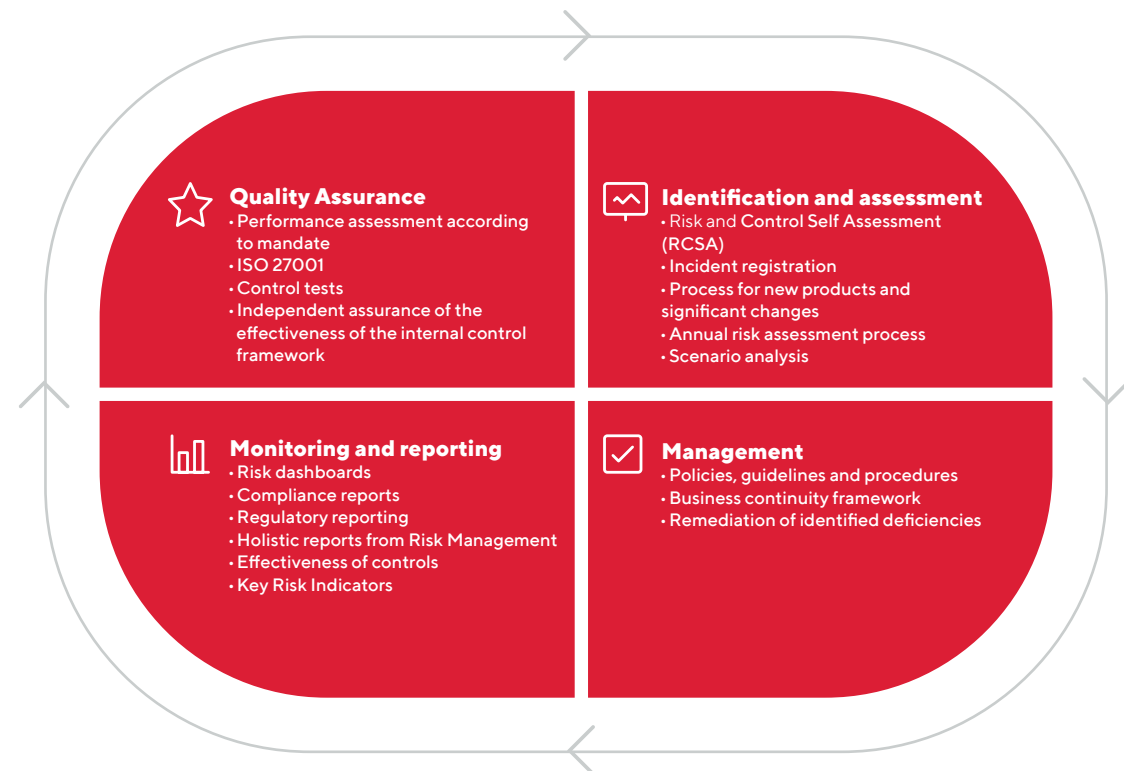 Quality Assurance
• Performance assessment according
to mandate
• ISO 27001
• Control tests
• Independent assurance of the
effectiveness of the internal control
framework
Identification and assessment
• Risk and Control Self Assessment
(RCSA)
• Incident registration
• Process for new products and
significant changes
• Annual risk assessment process
• Scenario analysis
Monitoring and reporting
• Risk dashboards
• Compliance reports
• Regulatory reporting
• Holistic reports from Risk Management
• Effectiveness of controls
• Key Risk Indicators
Management
• Policies, guidelines and procedures
• Business continuity framework
• Remediation of identified deficiencies